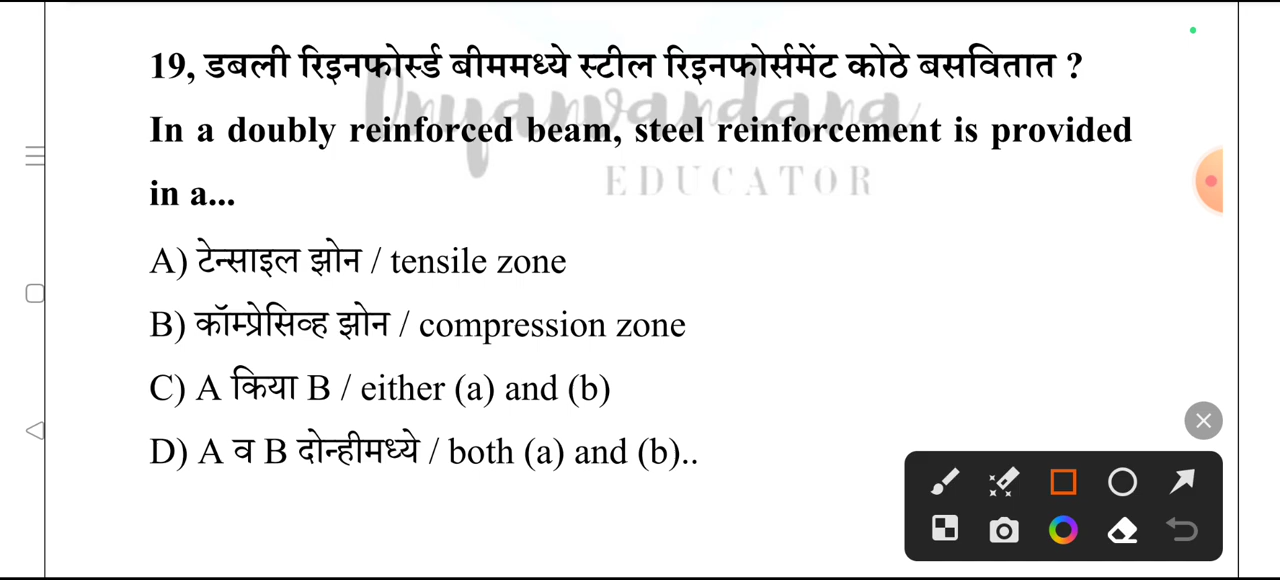 19, डबली रिइनफोर्स्ड बीममध्ये स्टील रिइनफोर्समेंट कोठे बसवितात ?
In a doubly reinforced beam, steel reinforcement is provided
in a...
A) टेन्साइल झोन / tensile zone
B) कॉम्प्रेसिव्ह झोन / compression zone
C) A किया B / either (a) and (b)
D) A व B दोन्हीमध्ये / both (a) and (b)..
Dnyanvandana
EDUCATOR